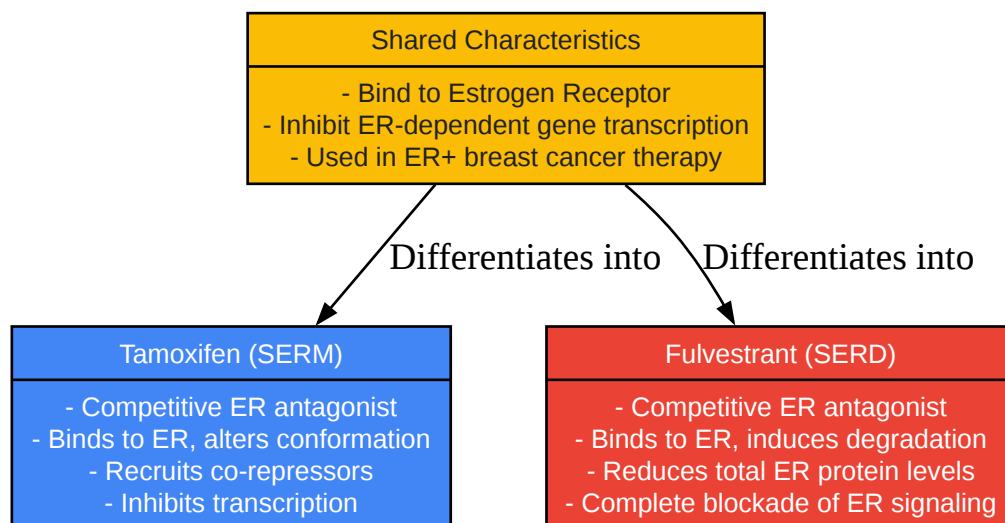 Shared Characteristics
- Bind to Estrogen Receptor
- Inhibit ER-dependent gene transcription
- Used in ER+ breast cancer therapy
Differentiates into
Differentiates into
Tamoxifen (SERM)
- Competitive ER antagonist
- Binds to ER, alters conformation
- Recruits co-repressors
- Inhibits transcription
Fulvestrant (SERD)
- Competitive ER antagonist
- Binds to ER, induces degradation
- Reduces total ER protein levels
- Complete blockade of ER signaling